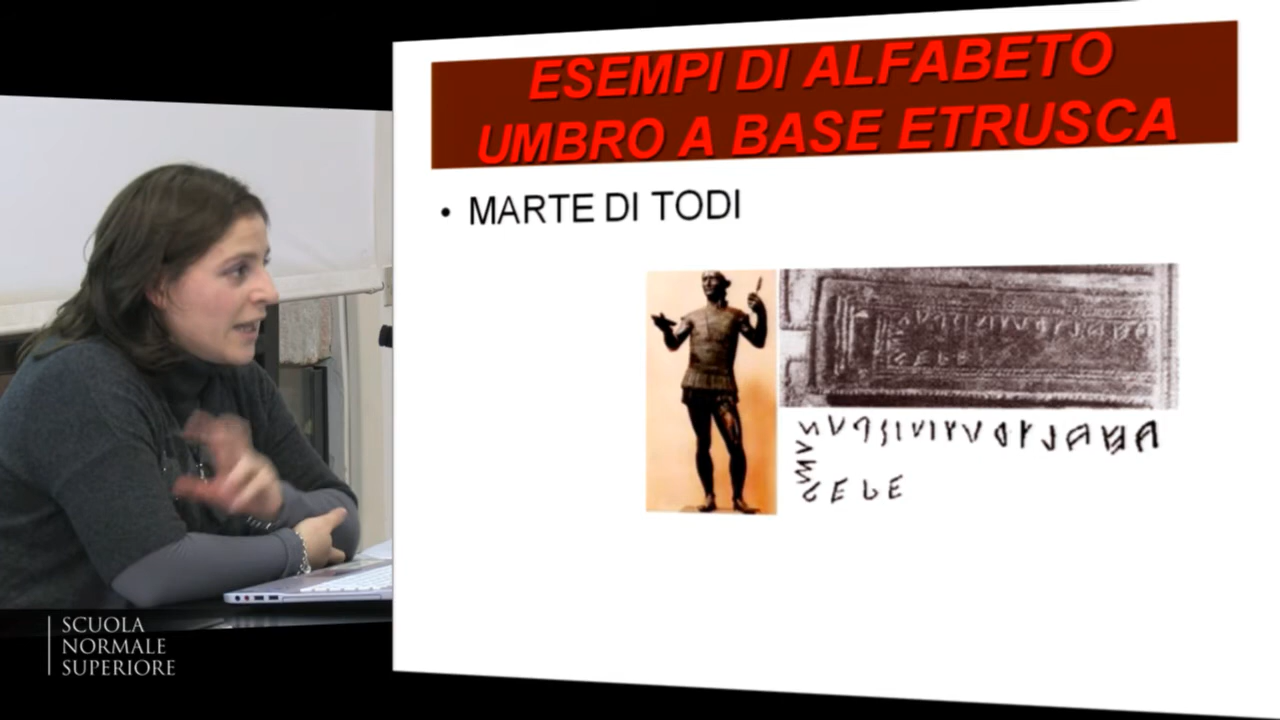 ESEMPI DI ALFABETO
UMBRO A BASE ETRUSCA
• MARTE DI TODI
SCUOLA
NORMALE
SUPERIORE